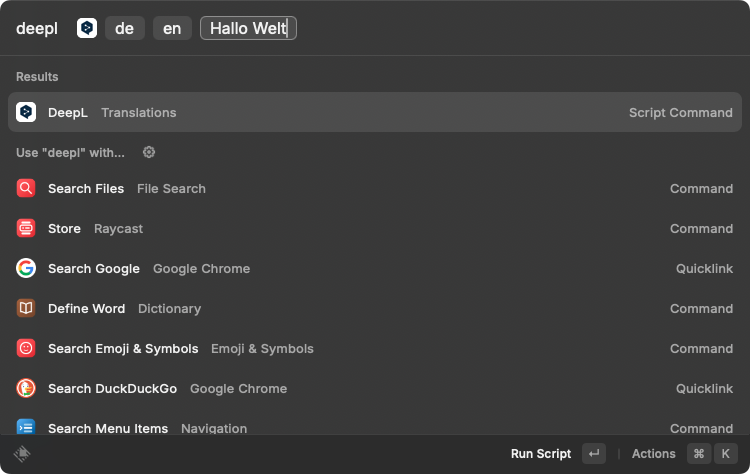 deepl de en Hallo Welt
Results
DeepL Translations Script Command
Use "deepl" with...
Search Files File Search Command
Store Raycast Command
Search Google Google Chrome Quicklink
Define Word Dictionary Command
Search Emoji & Symbols Emoji & Symbols Command
Search DuckDuckGo Google Chrome Quicklink
Search Menu Items Navigation Command
Run Script ↵ | Actions ⌘ K